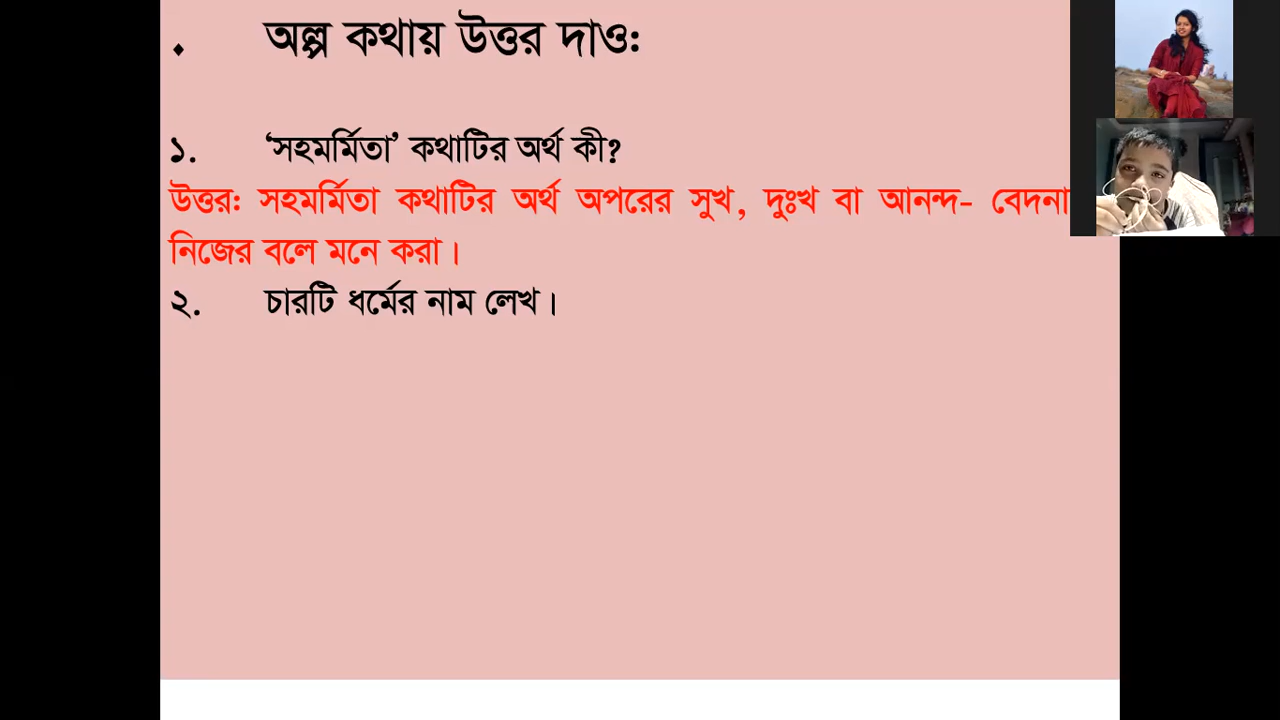 ♦ অল্প কথায় উত্তর দাও:
১. ‘সহমর্মিতা’ কথাটির অর্থ কী?
উত্তর: সহমর্মিতা কথাটির অর্থ অপরের সুখ, দুঃখ বা আনন্দ- বেদনা
নিজের বলে মনে করা।
২. চারটি ধর্মের নাম লেখ।